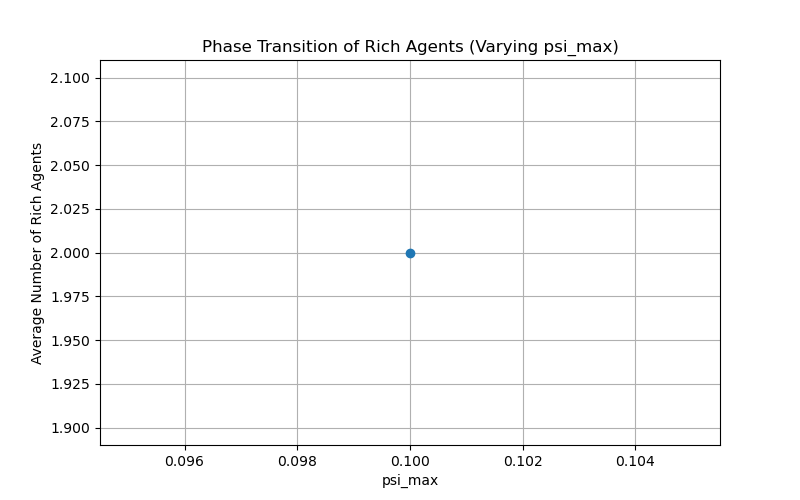 Phase Transition of Rich Agents (Varying psi_max)
2.100
2.075
2.050
2.025
2.000
1.975
1.950
1.925
1.900
Average Number of Rich Agents
0.096 0.098 0.100 0.102 0.104
psi_max